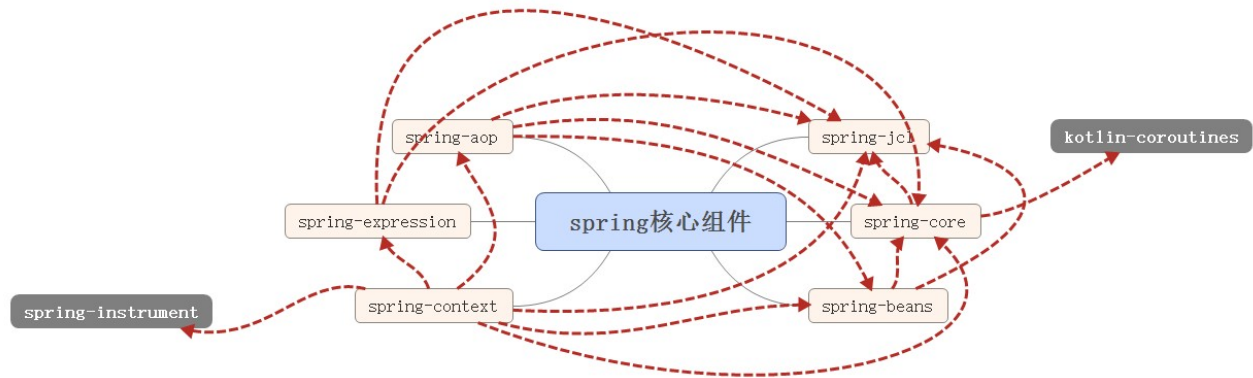 spring-aop
spring-jcl
kotlin-coroutines
spring-expression
spring核心组件
spring-core
spring-instrument
spring-context
spring-beans